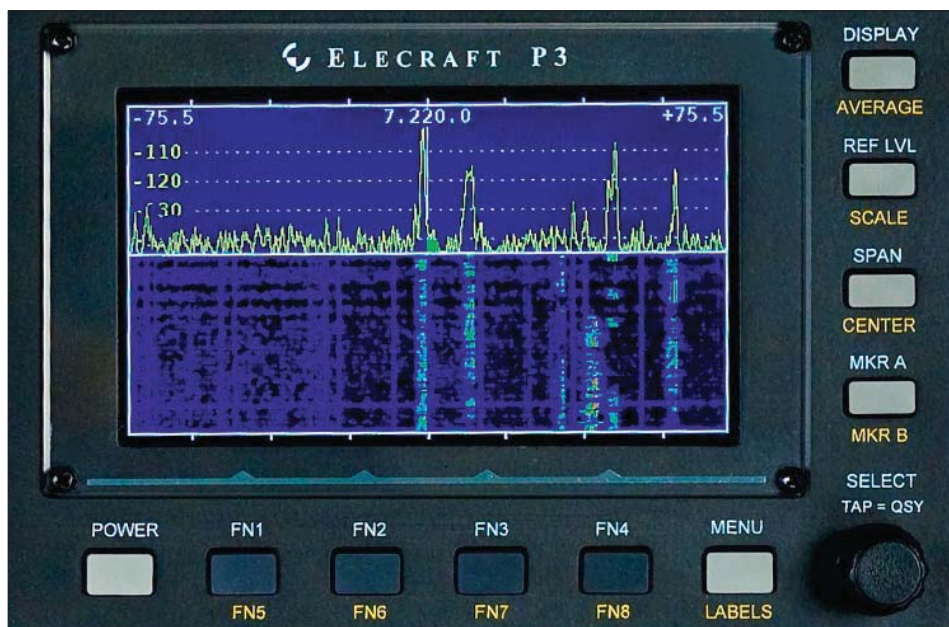 ELECRAFT P3
-75.5 7.220.0 +75.5
-110
-120
30
DISPLAY
AVERAGE
REF LVL
SCALE
SPAN
CENTER
MKR A
MKR B
SELECT
TAP = QSY
POWER FN1 FN2 FN3 FN4 MENU
FN5 FN6 FN7 FN8 LABELS